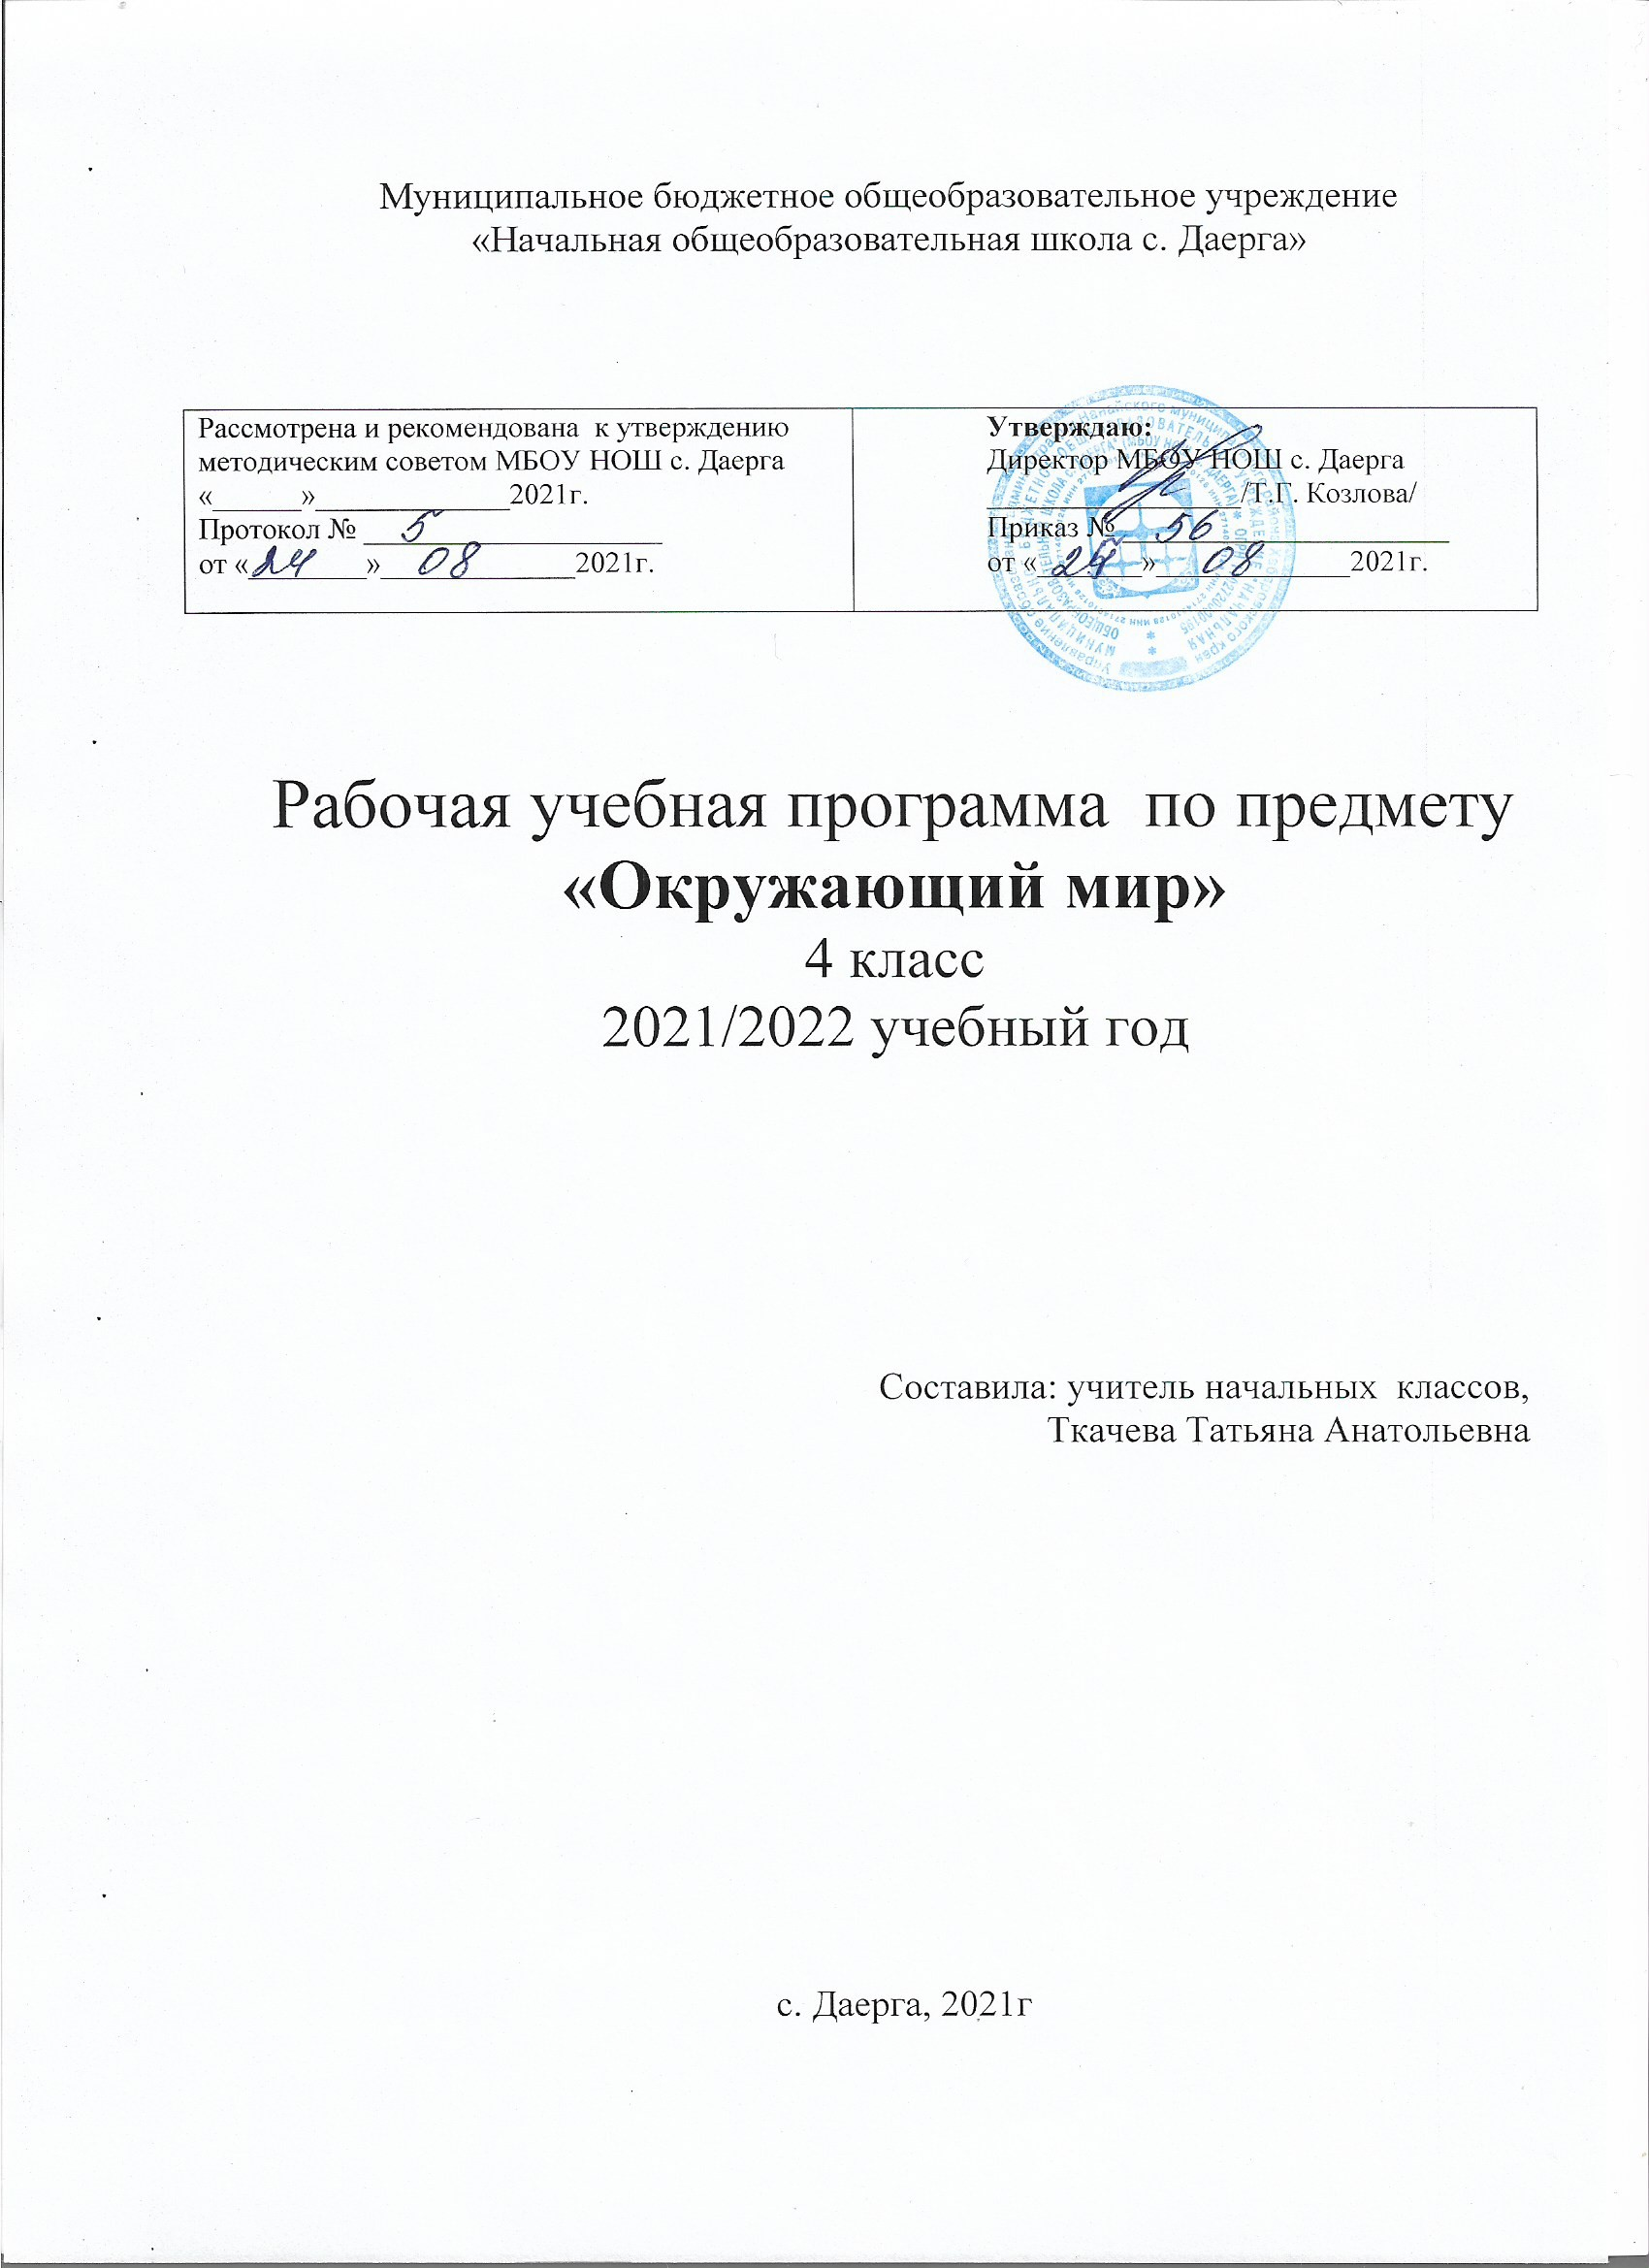 Муниципальное бюджетное общеобразовательное учреждение
«Начальная общеобразовательная школа с. Даерга»
Рассмотрена и рекомендована к утверждению
методическим советом МБОУ НОШ с. Даерга
«______»_____________2021г.
Протокол № 5
от «24» 08 2021г.
Утверждаю:
Директор МБОУ НОШ с. Даерга
/Т.Г. Козлова/
Приказ № 56
от «24» 08 2021г.
Рабочая учебная программа по предмету
«Окружающий мир»
4 класс
2021/2022 учебный год
Составила: учитель начальных классов,
Ткачева Татьяна Анатольевна
с. Даерга, 2021г